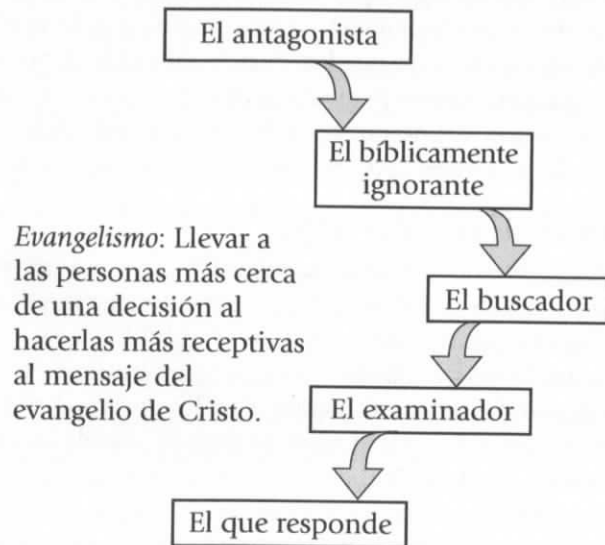 El antagonista
El bíblicamente
ignorante
Evangelismo: Llevar a
las personas más cerca
de una decisión al
hacerlas más receptivas
al mensaje del
evangelio de Cristo.
El buscador
El examinador
El que responde